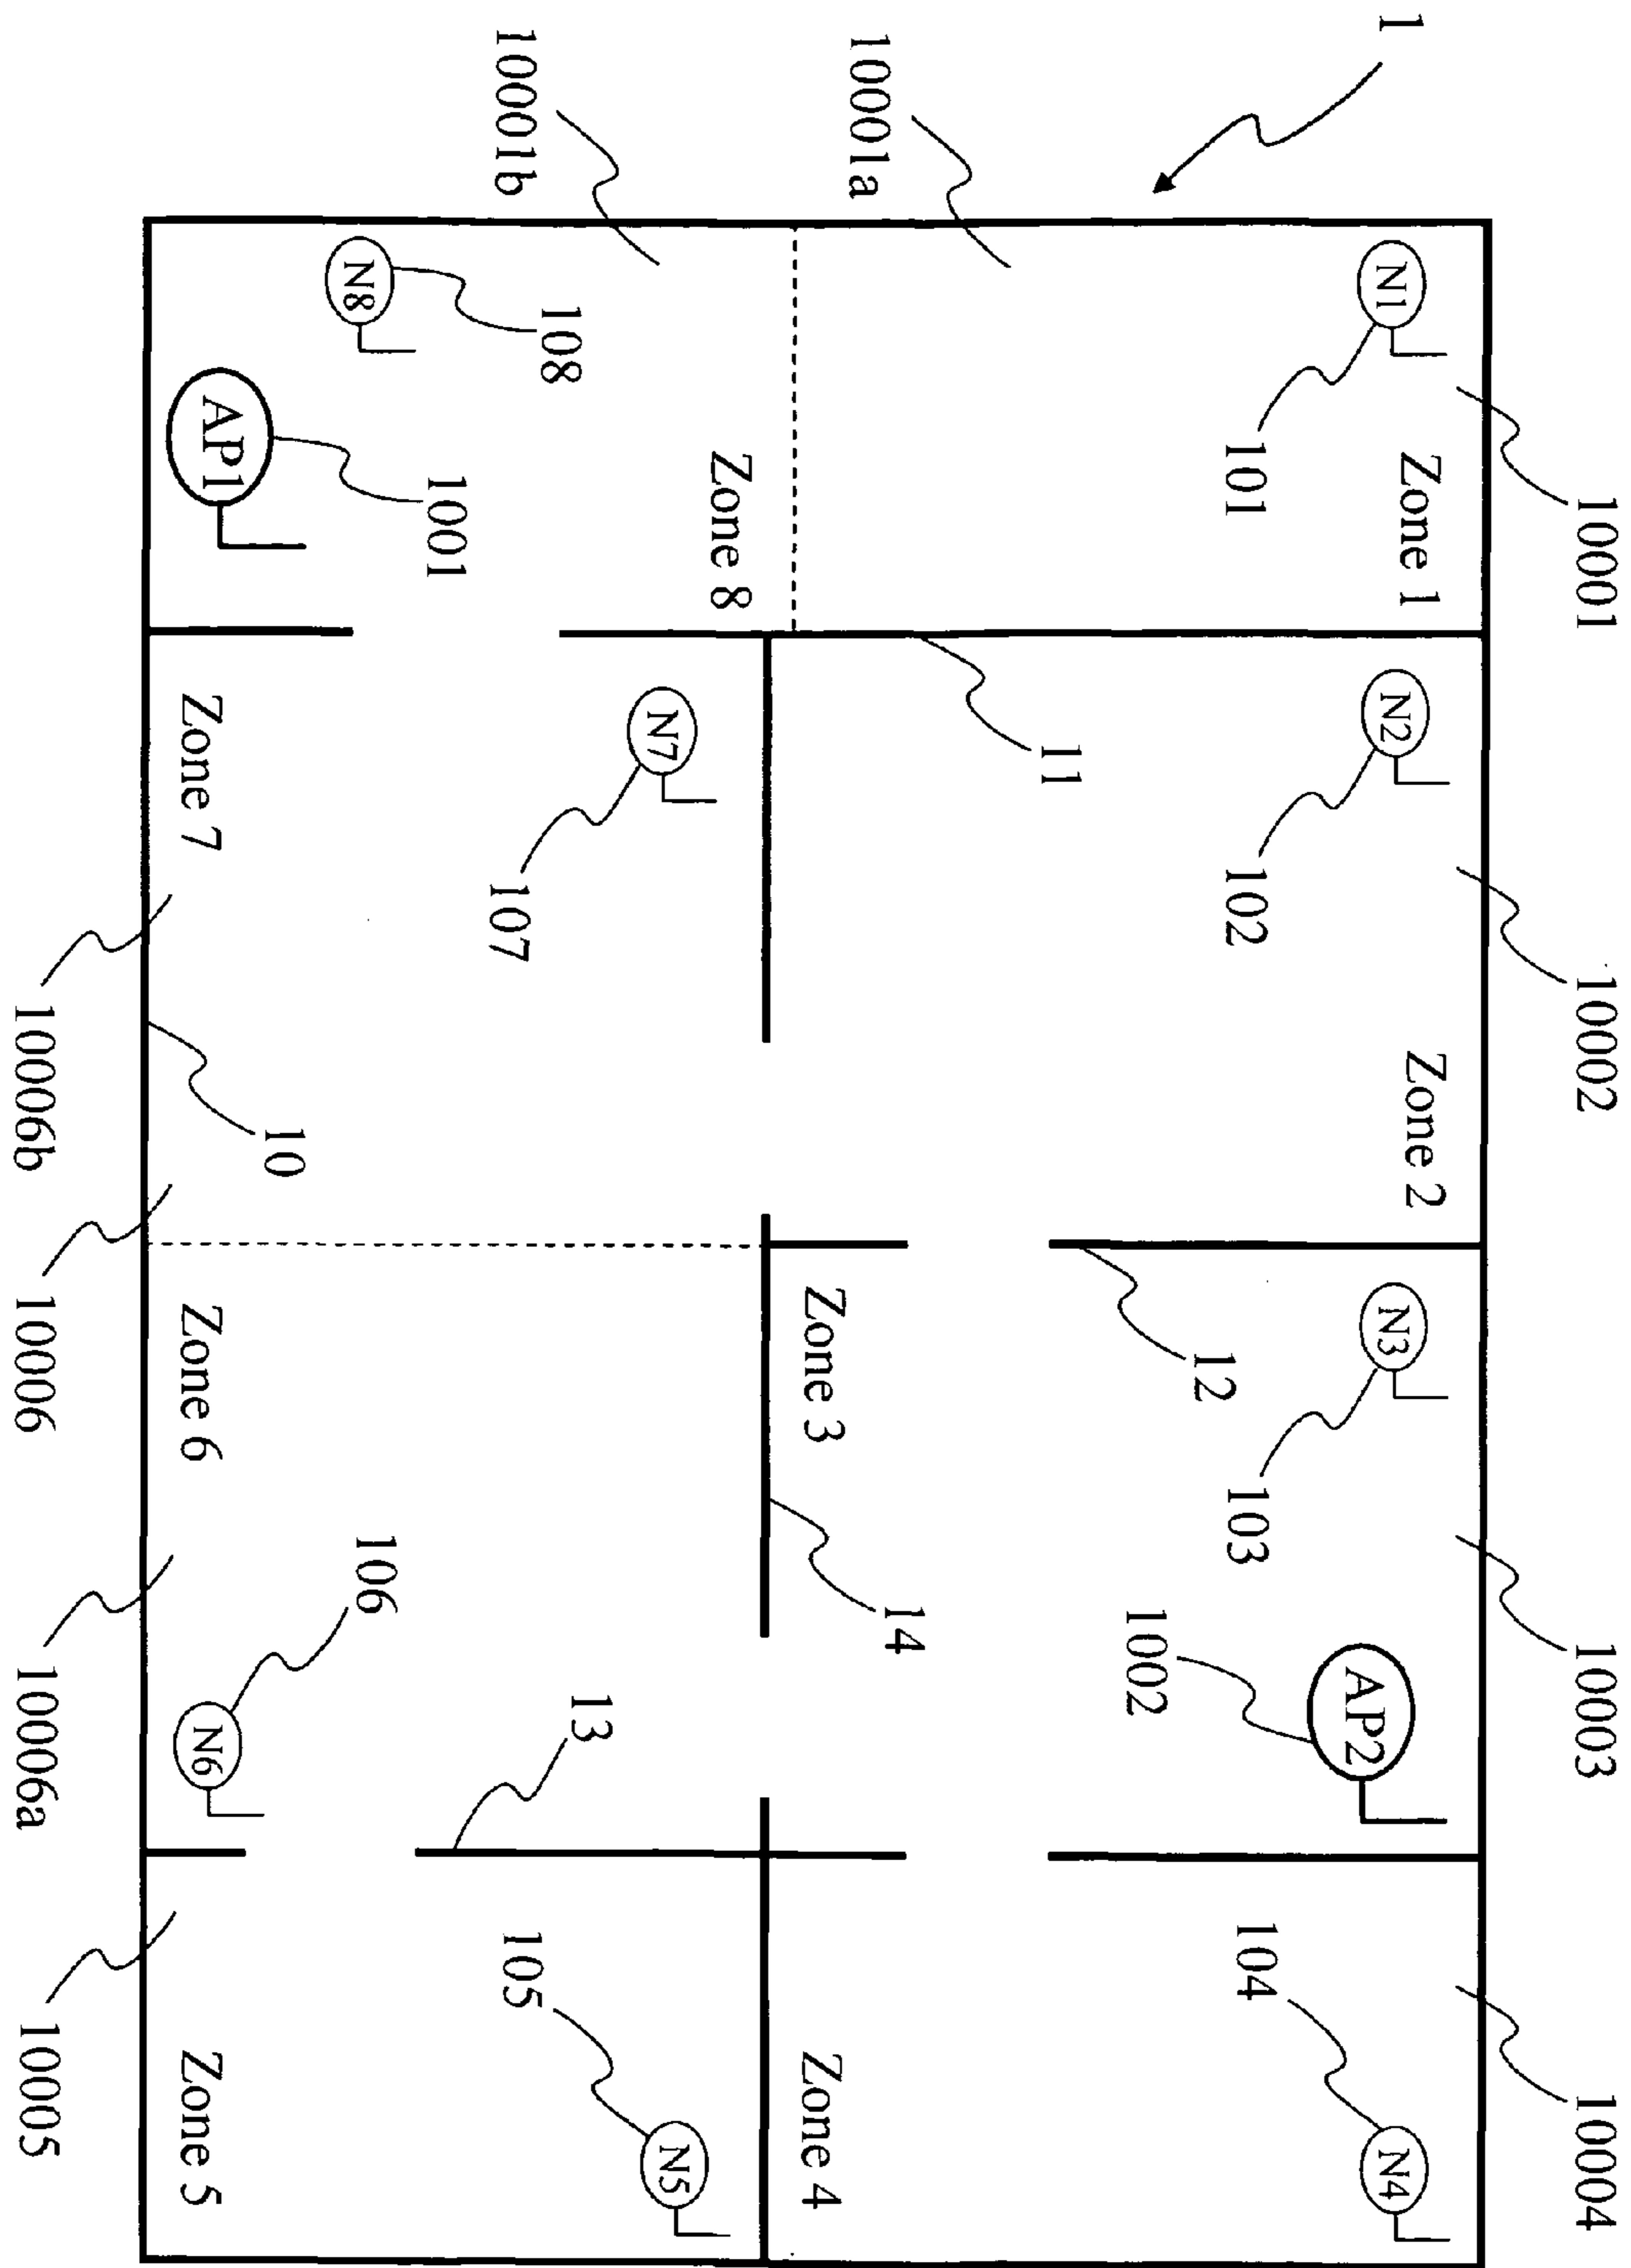 1
10001
10002
10003
10004
Zone 1
Zone 2
N1
N2
N3
AP2
N4
101
102
12
103
1002
104
11
10001a
14
Zone 3
Zone 4
Zone 8
N7
N5
13
10001b
108
107
105
1001
N8
106
10
AP1
N6
Zone 7
Zone 6
Zone 5
10006b
10006
10006a
10005